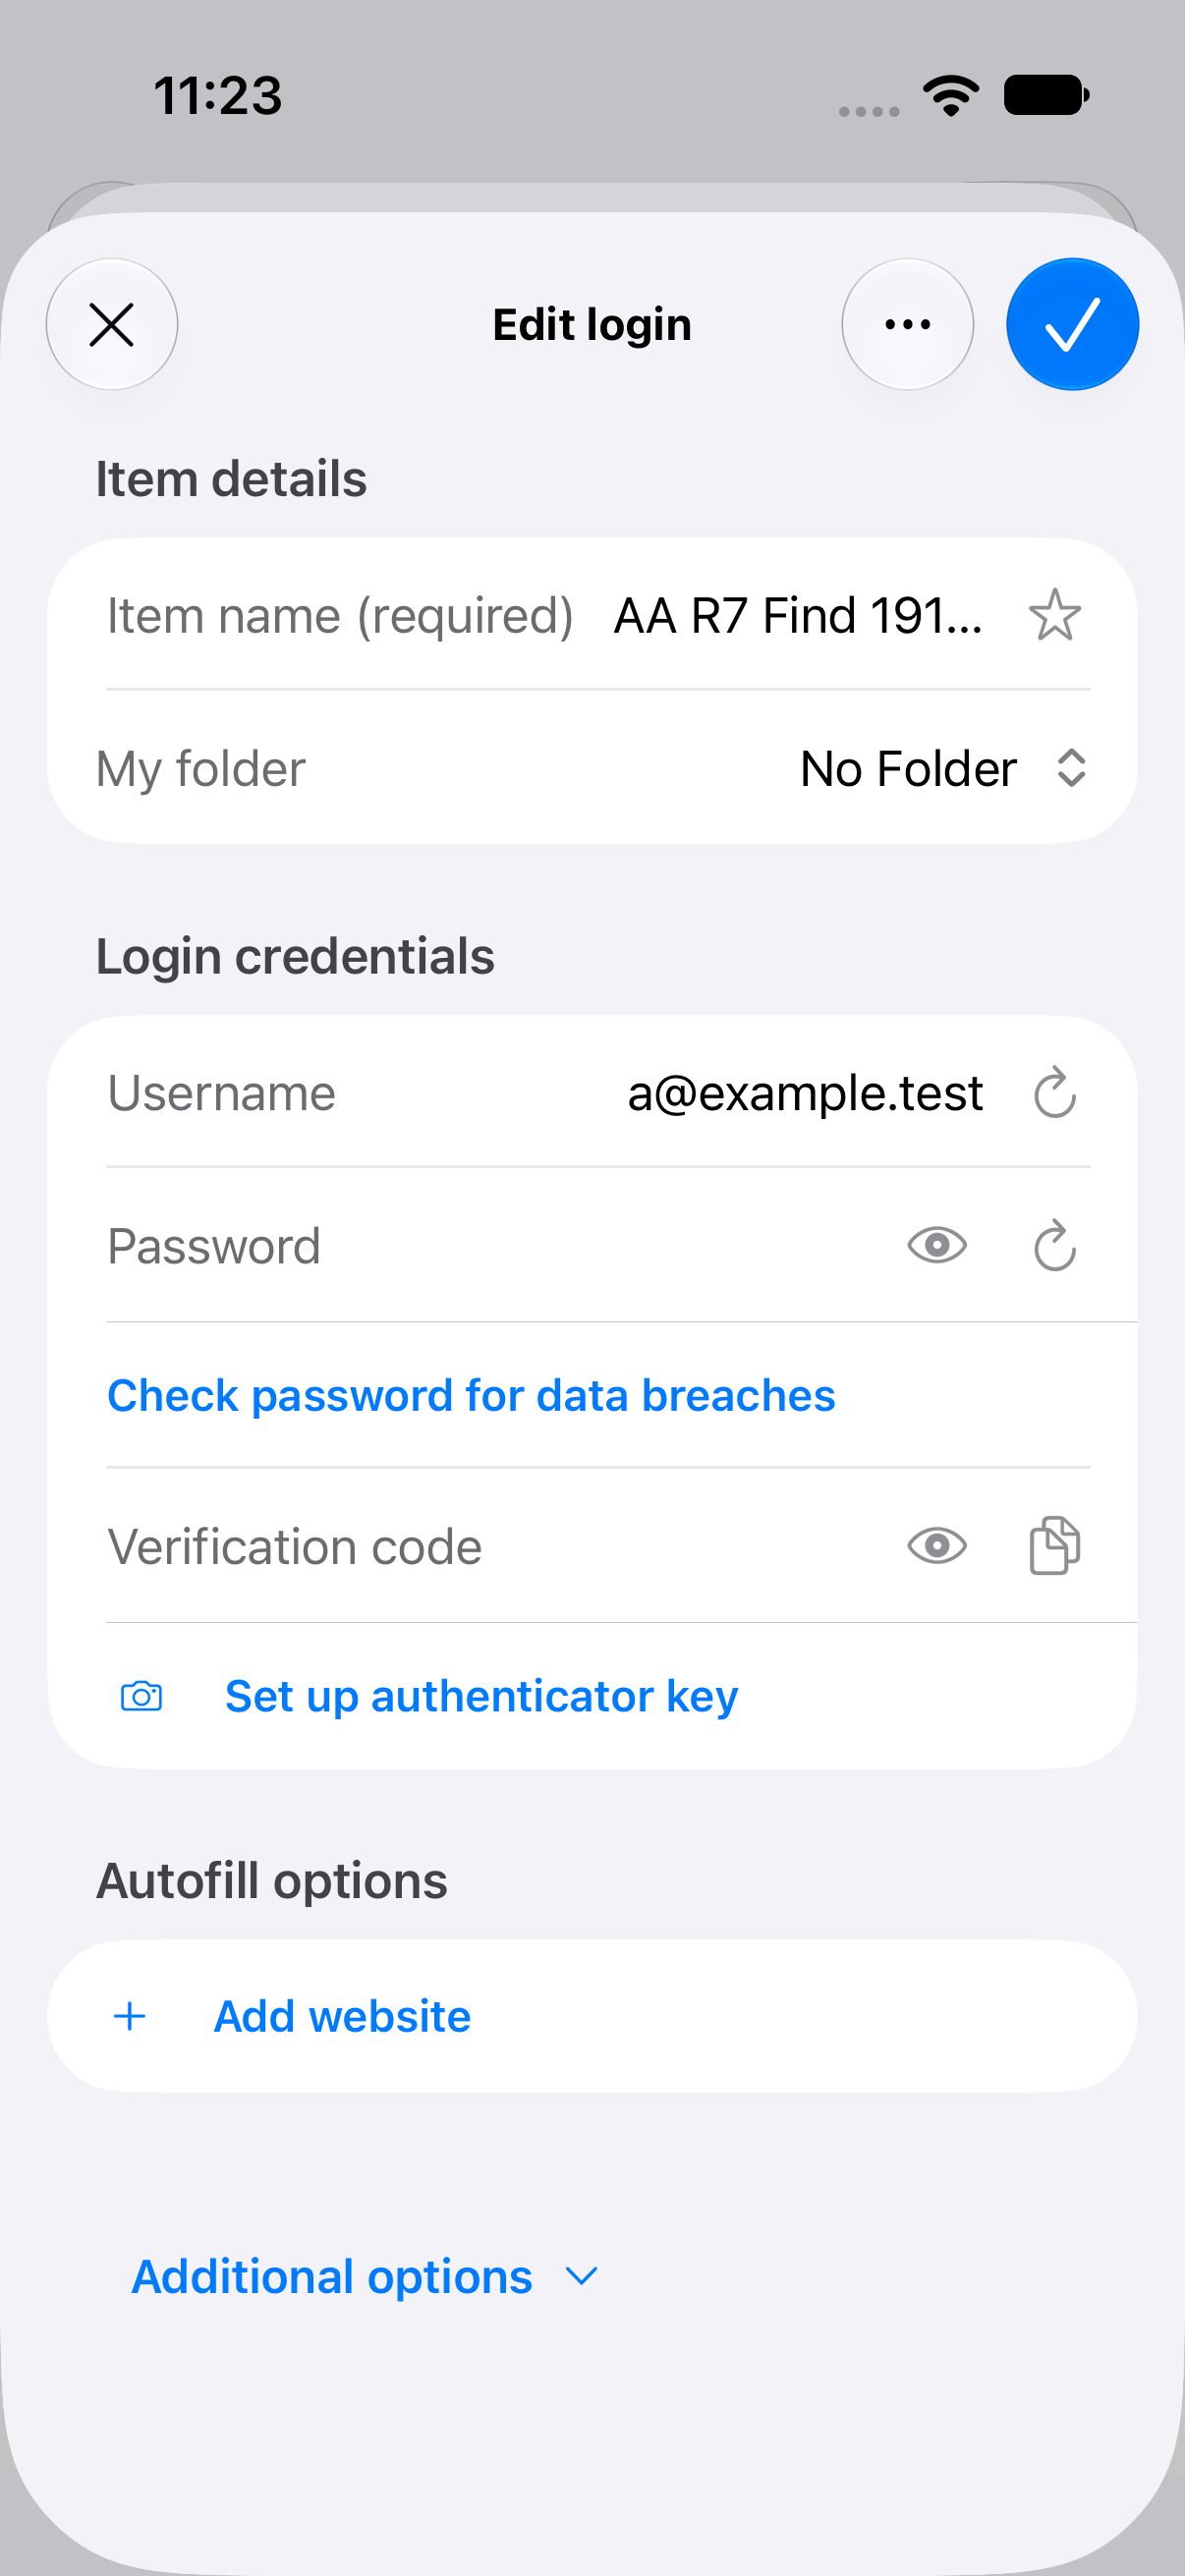 11:23
Edit login
Item details
Item name (required) AA R7 Find 191...
My folder No Folder
Login credentials
Username a@example.test
Password
Check password for data breaches
Verification code
Set up authenticator key
Autofill options
Add website
Additional options